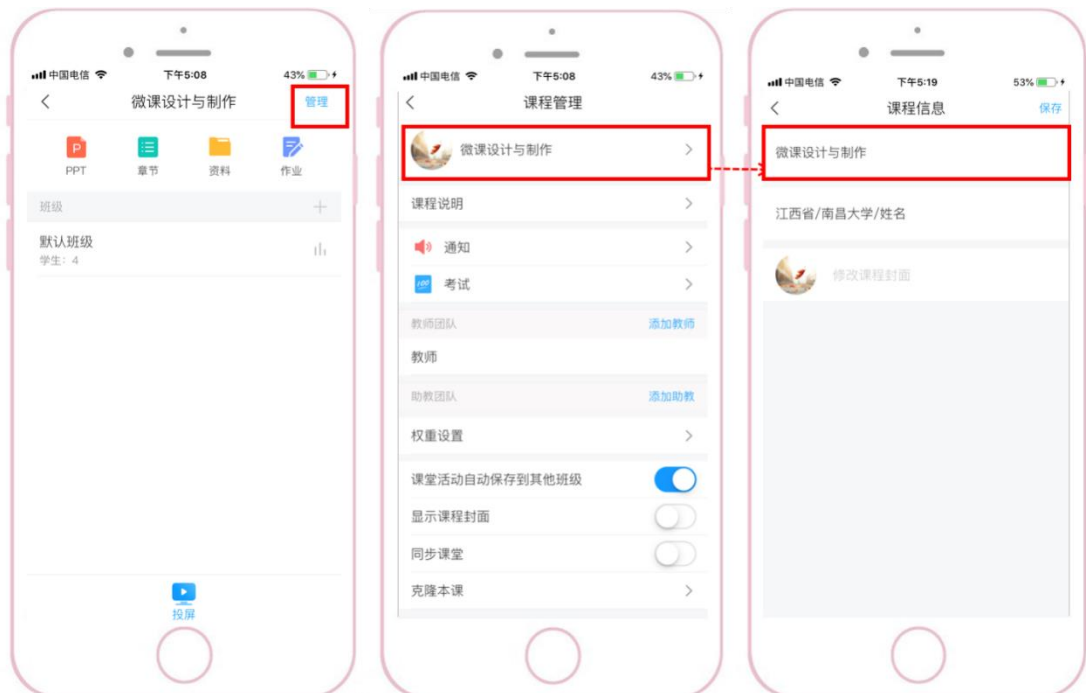 中国电信 下午5:08 43%
微课设计与制作 管理
P
PPT 章节 资料 作业
班级
默认班级
学生：4
投屏
中国电信 下午5:08 43%
课程管理
微课设计与制作
课程说明
通知
100 考试
教师团队 添加教师
教师
助教团队 添加助教
权重设置
课堂活动自动保存到其他班级
显示课程封面
同步课堂
克隆本课
中国电信 下午5:19 53%
课程信息 保存
微课设计与制作
江西省/南昌大学/姓名
修改课程封面